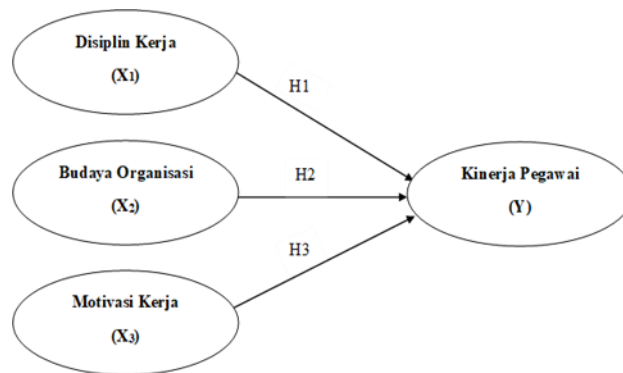 Disiplin Kerja
(X1)
H1
Budaya Organisasi
(X2)
H2
Kinerja Pegawai
(Y)
H3
Motivasi Kerja
(X3)